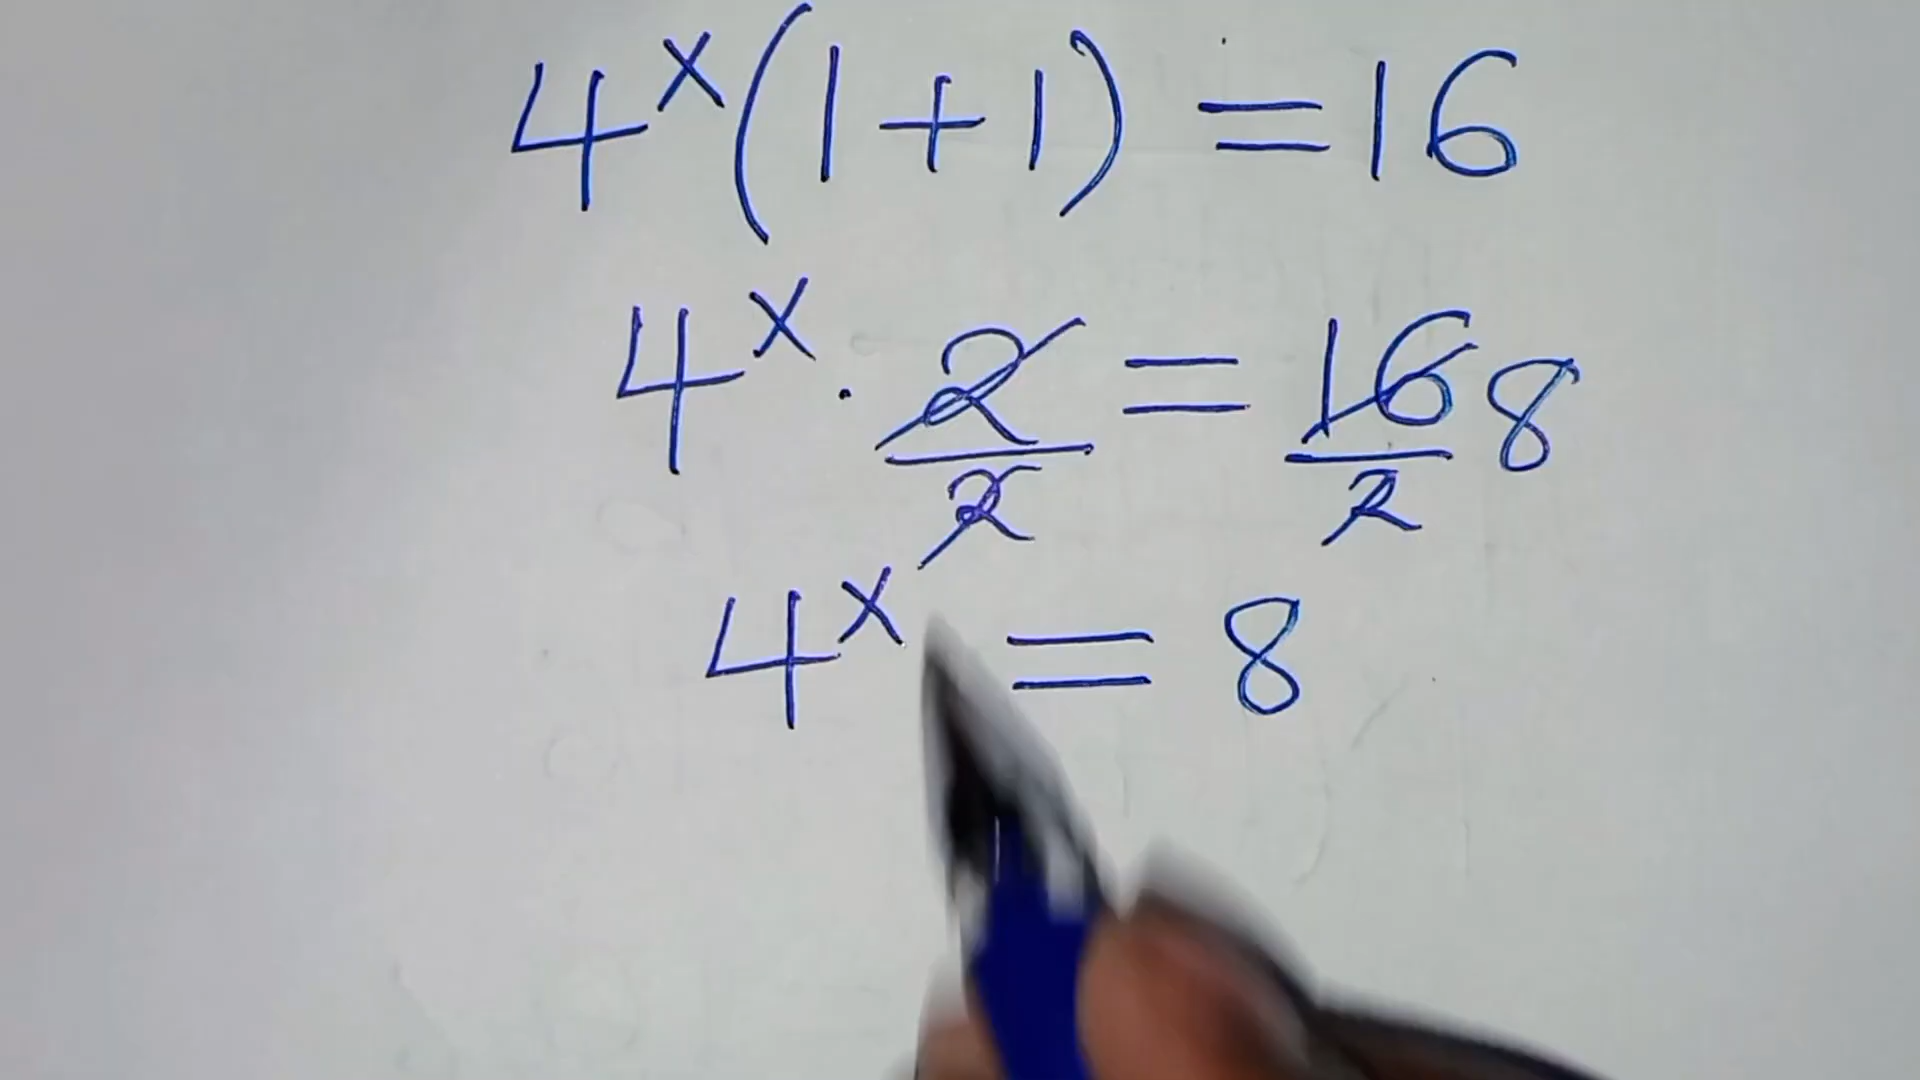 4^x(1+1)=16
4^x · 2/2 = 16/2 8
4^x = 8